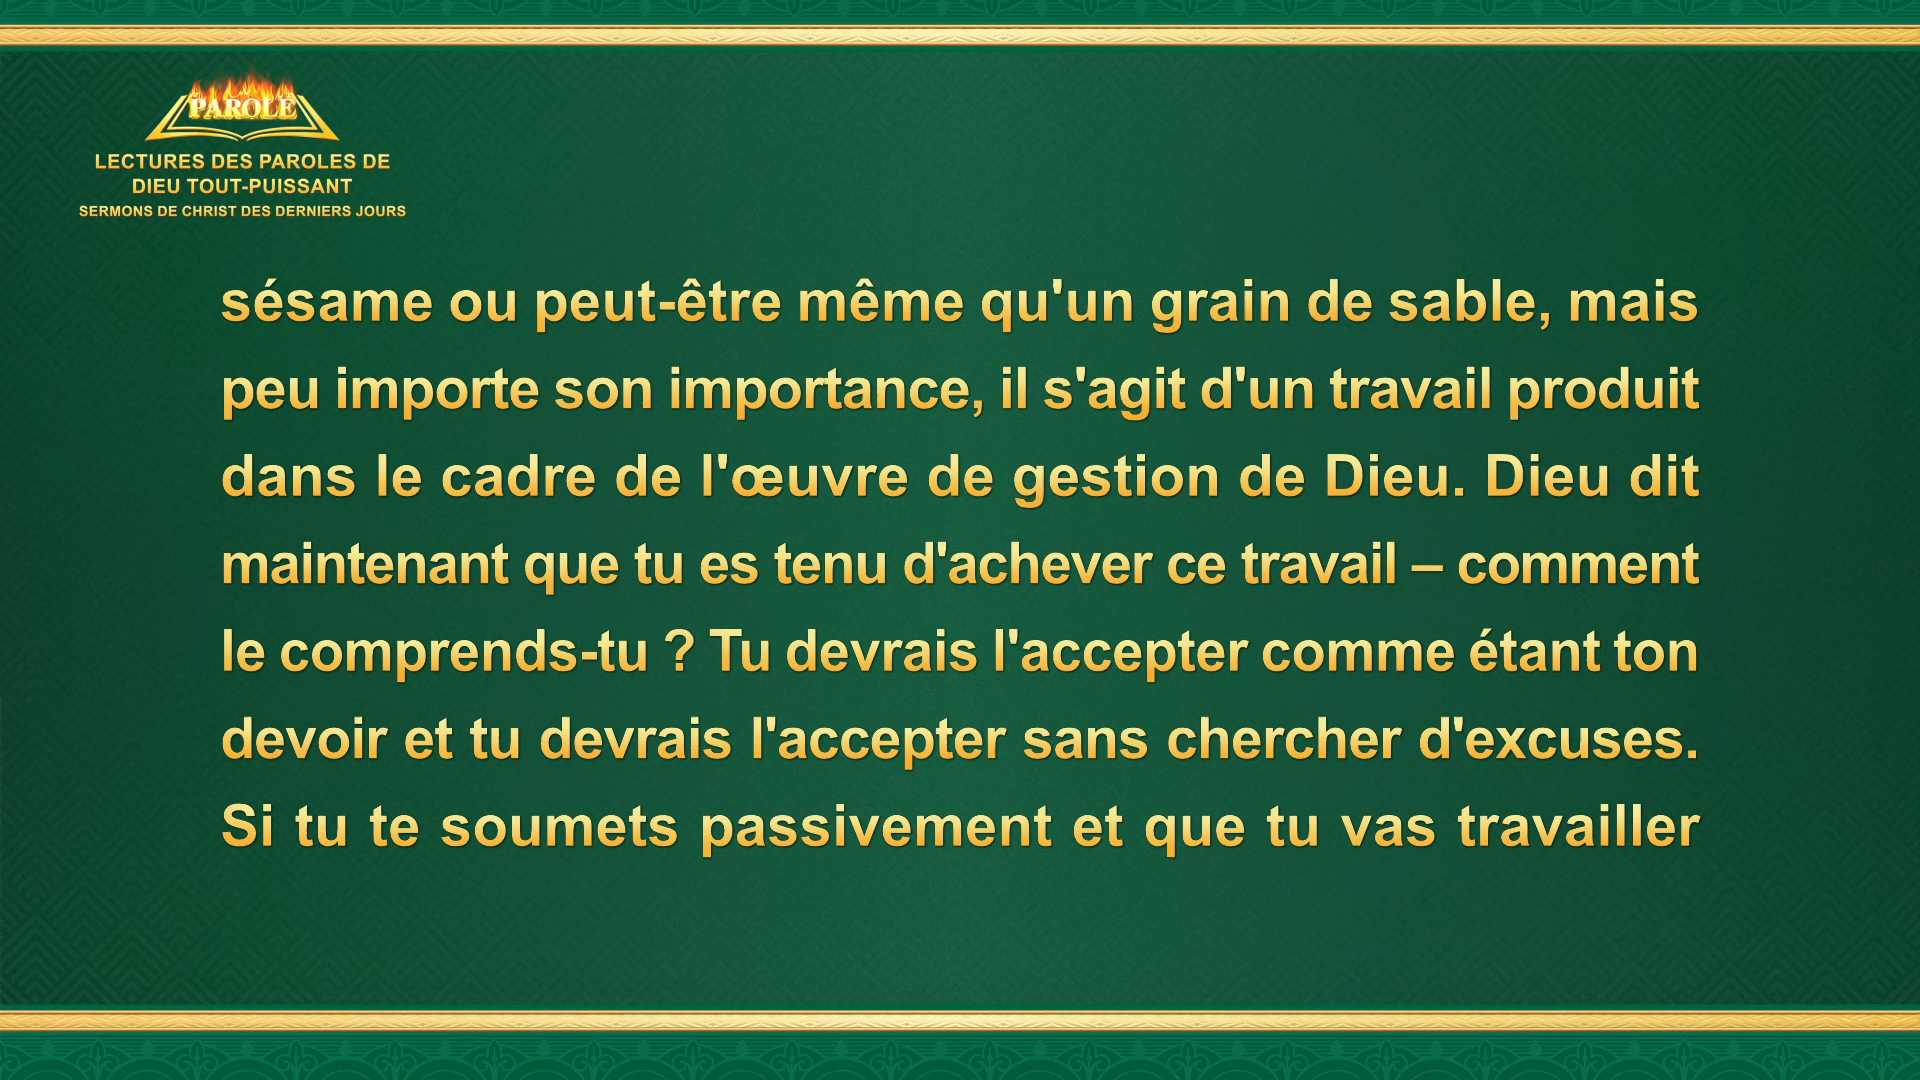 PAROLE
LECTURES DES PAROLES DE
DIEU TOUT-PUISSANT
SERMONS DE CHRIST DES DERNIERS JOURS
sésame ou peut-être même qu'un grain de sable, mais
peu importe son importance, il s'agit d'un travail produit
dans le cadre de l'œuvre de gestion de Dieu. Dieu dit
maintenant que tu es tenu d'achever ce travail – comment
le comprends-tu ? Tu devrais l'accepter comme étant ton
devoir et tu devrais l'accepter sans chercher d'excuses.
Si tu te soumets passivement et que tu vas travailler